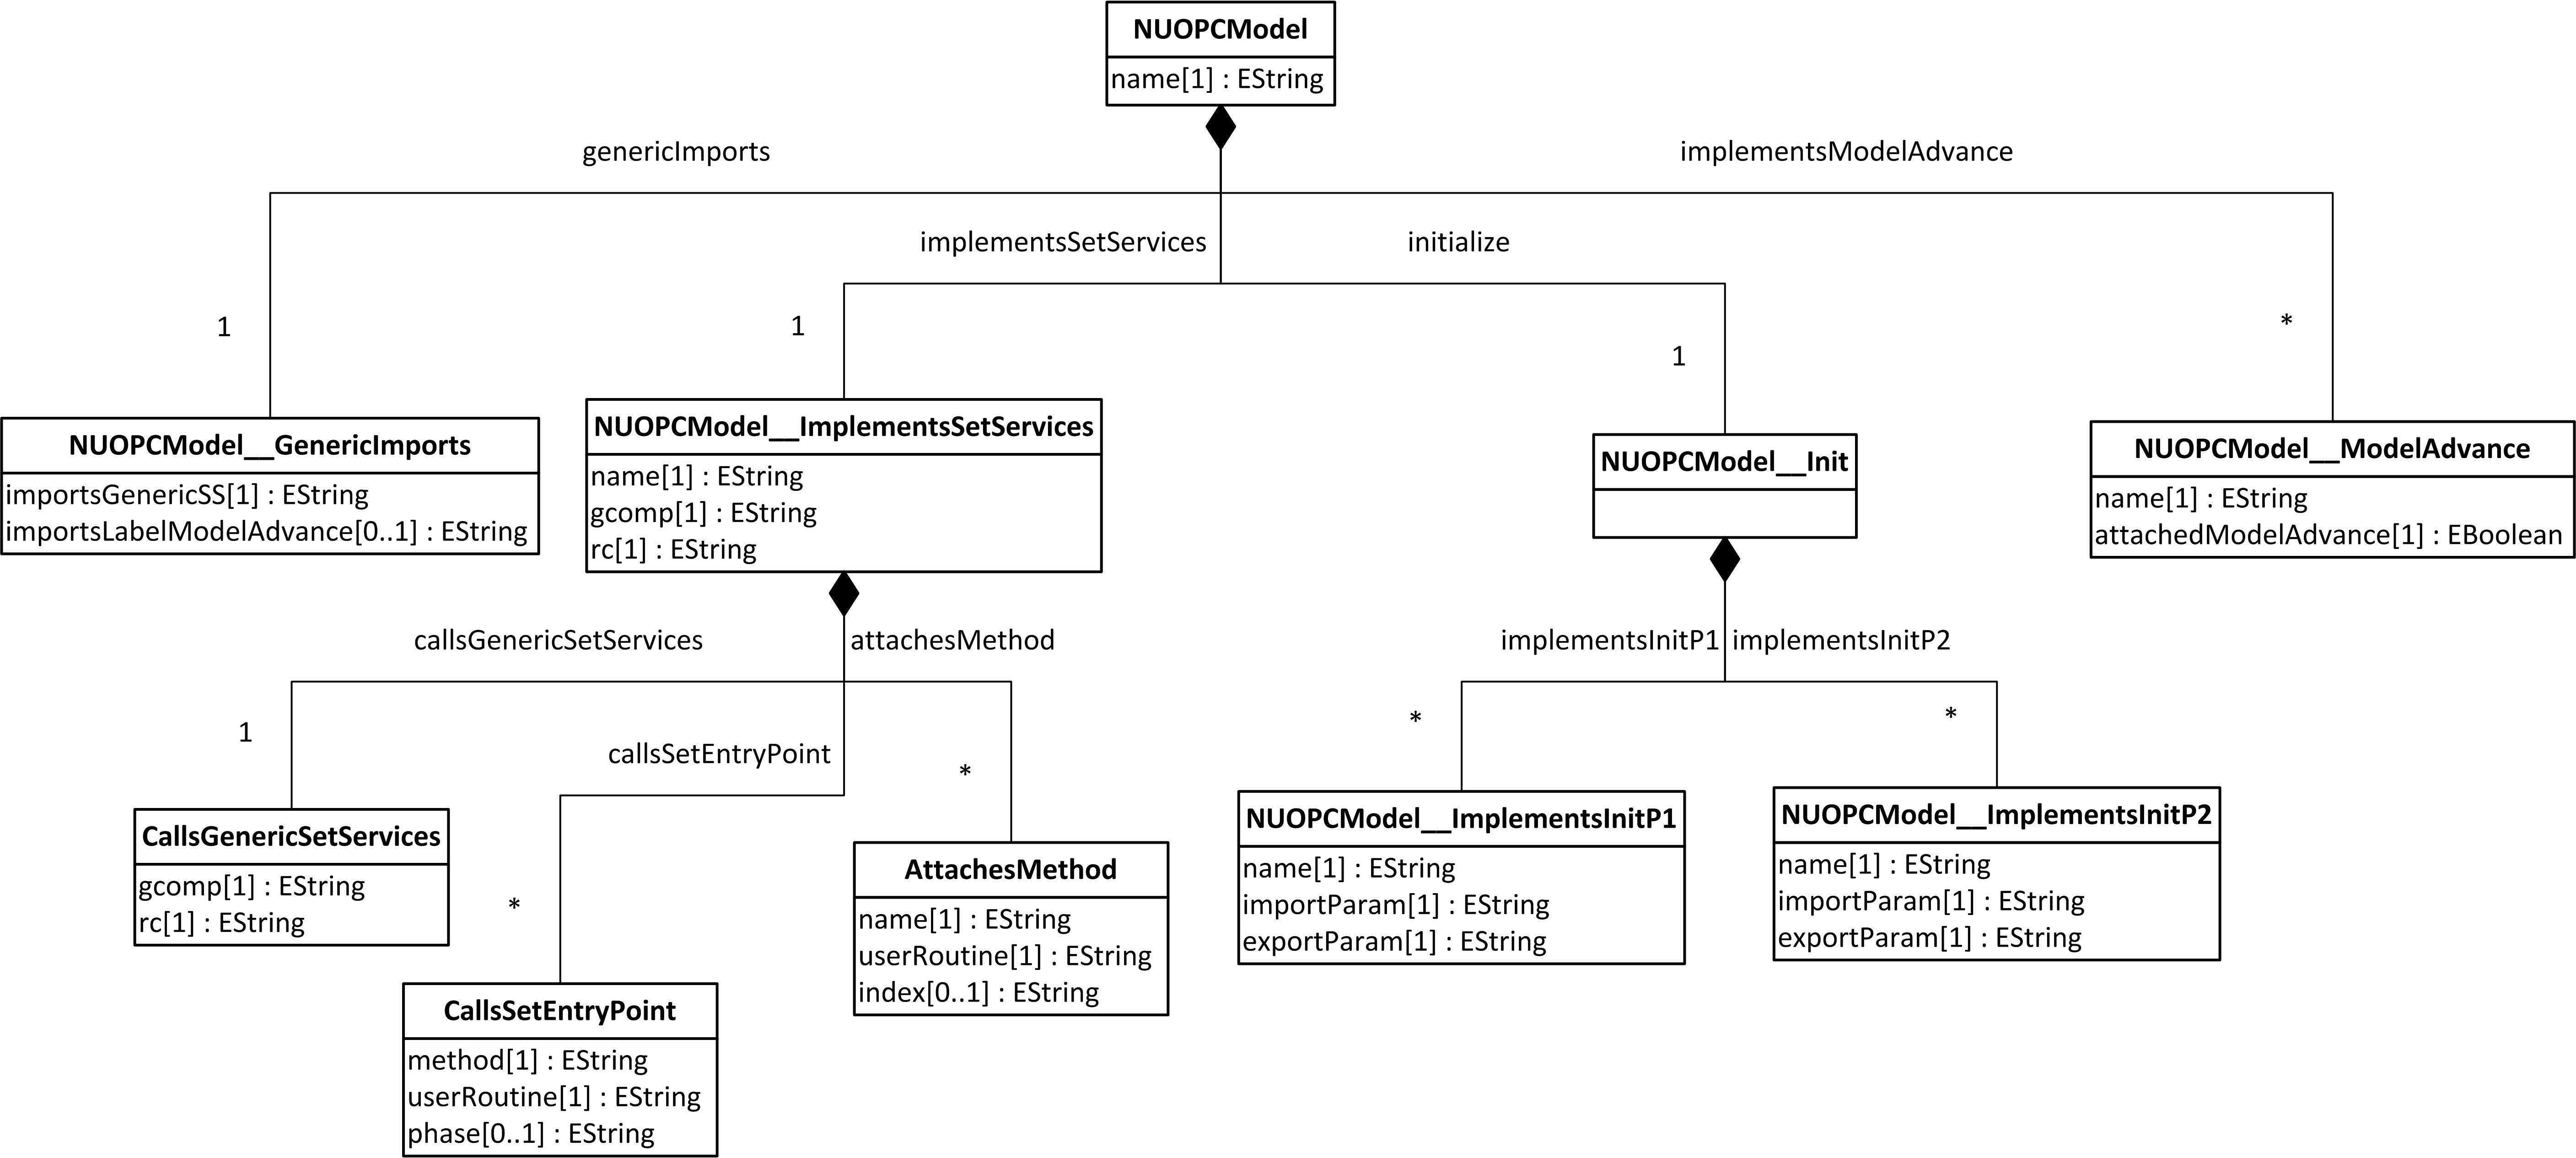 NUOPCModel
name[1] : EString
genericImports
implementsModelAdvance
implementsSetServices
initialize
1
1
1
*
NUOPCModel__GenericImports
importsGenericSS[1] : EString
importsLabelModelAdvance[0..1] : EString
NUOPCModel__ImplementsSetServices
name[1] : EString
gcomp[1] : EString
rc[1] : EString
NUOPCModel__Init
NUOPCModel__ModelAdvance
name[1] : EString
attachedModelAdvance[1] : EBoolean
callsGenericSetServices
attachesMethod
implementsInitP1
implementsInitP2
1
callsSetEntryPoint
*
*
*
*
CallsGenericSetServices
gcomp[1] : EString
rc[1] : EString
CallsSetEntryPoint
method[1] : EString
userRoutine[1] : EString
phase[0..1] : EString
AttachesMethod
name[1] : EString
userRoutine[1] : EString
index[0..1] : EString
NUOPCModel__ImplementsInitP1
name[1] : EString
importParam[1] : EString
exportParam[1] : EString
NUOPCModel__ImplementsInitP2
name[1] : EString
importParam[1] : EString
exportParam[1] : EString